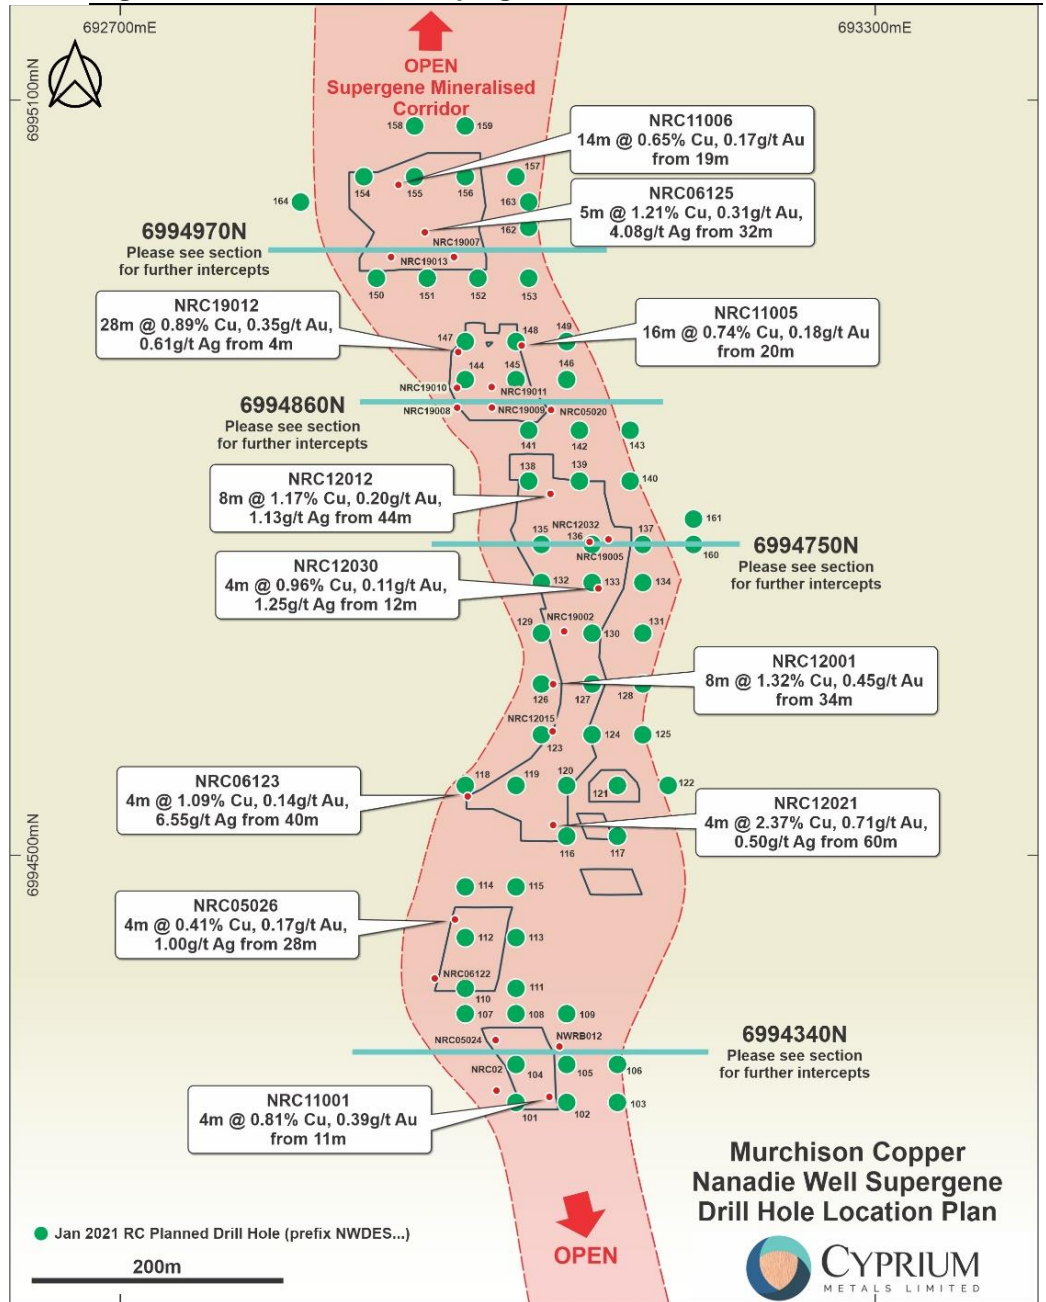 692700mE
693300mE
6995100mN
6994500mN
OPEN
Supergene Mineralised
Corridor
158
159
NRC11006
14m @ 0.65% Cu, 0.17g/t Au
from 19m
154
155
156
157
164
163
162
NRC06125
5m @ 1.21% Cu, 0.31g/t Au,
4.08g/t Ag from 32m
6994970N
Please see section
for further intercepts
NRC19007
NRC19013
150
151
152
153
NRC19012
28m @ 0.89% Cu, 0.35g/t Au,
0.61g/t Ag from 4m
147
148
149
NRC11005
16m @ 0.74% Cu, 0.18g/t Au
from 20m
144
145
146
NRC19010
NRC19011
NRC19008
NRC19009
NRC05020
6994860N
Please see section
for further intercepts
141
142
143
NRC12012
8m @ 1.17% Cu, 0.20g/t Au,
1.13g/t Ag from 44m
138
139
140
161
135
NRC12032
136
137
160
NRC19005
6994750N
Please see section
for further intercepts
NRC12030
4m @ 0.96% Cu, 0.11g/t Au,
1.25g/t Ag from 12m
132
133
134
129
NRC19002
130
131
NRC12001
8m @ 1.32% Cu, 0.45g/t Au
from 34m
126
127
128
NRC12015
123
124
125
NRC06123
4m @ 1.09% Cu, 0.14g/t Au,
6.55g/t Ag from 40m
118
119
120
121
122
NRC12021
4m @ 2.37% Cu, 0.71g/t Au,
0.50g/t Ag from 60m
116
117
114
115
NRC05026
4m @ 0.41% Cu, 0.17g/t Au,
1.00g/t Ag from 28m
112
113
NRC06122
110
111
107
108
109
NRC05024
NWRB012
6994340N
Please see section
for further intercepts
NRC02
104
105
106
NRC11001
4m @ 0.81% Cu, 0.39g/t Au
from 11m
101
102
103
Murchison Copper
Nanadie Well Supergene
Drill Hole Location Plan
OPEN
Jan 2021 RC Planned Drill Hole (prefix NWDES...)
200m
CYPRIUM
METALS LIMITED